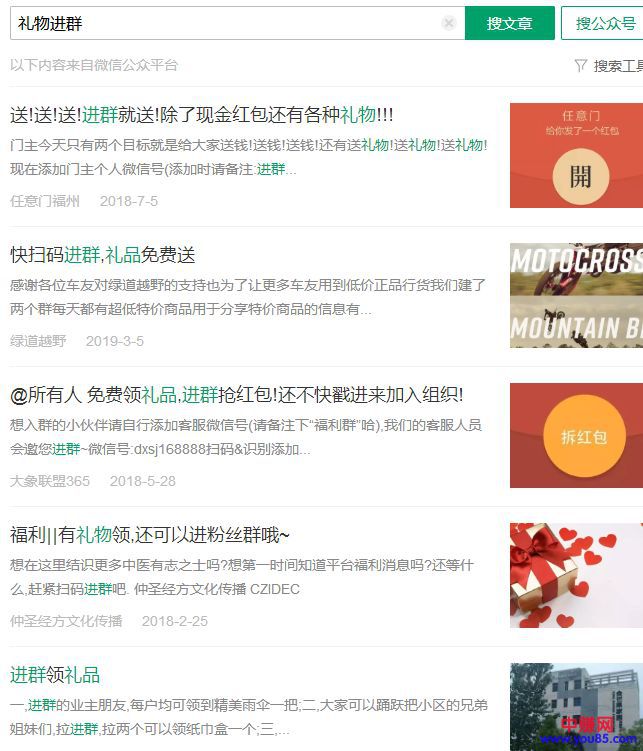 礼物进群
搜文章
搜公众号
以下内容来自微信公众平台
搜索工具
送!送!送!进群就送!除了现金红包还有各种礼物!!!
门主今天只有两个目标就是给大家送钱!送钱!送钱!还有送礼物!送礼物!送礼物!
现在添加门主个人微信号(添加时请备注:进群...
任意门福州 2018-7-5
任意门
给你发了一个红包
開
快扫码进群,礼品免费送
感谢各位车友对绿道越野的支持也为了让更多车友用到低价正品行货我们建了
两个群每天都有超低特价商品用于分享特价商品的信息有...
绿道越野 2019-3-5
MOTOCROSS
MOUNTAIN BI
@所有人 免费领礼品,进群抢红包!还不快戳进来加入组织!
想入群的小伙伴请自行添加客服微信号(请备注下“福利群”哈),我们的客服人员
会邀您进群~微信号:dxsj168888扫码&识别添加...
大象联盟365 2018-5-28
拆红包
福利||有礼物领,还可以进粉丝群哦~
想在这里结识更多中医有志之士吗?想第一时间知道平台福利消息吗?还等什
么,赶紧扫码进群吧. 仲圣经方文化传播 CZIDEC
仲圣经方文化传播 2018-2-25
进群领礼品
一,进群的业主朋友,每户均可领到精美雨伞一把;二,大家可以踊跃把小区的兄弟
姐妹们,拉进群,拉两个可以领纸巾盒一个;三,...
中赚网
www.you85.com